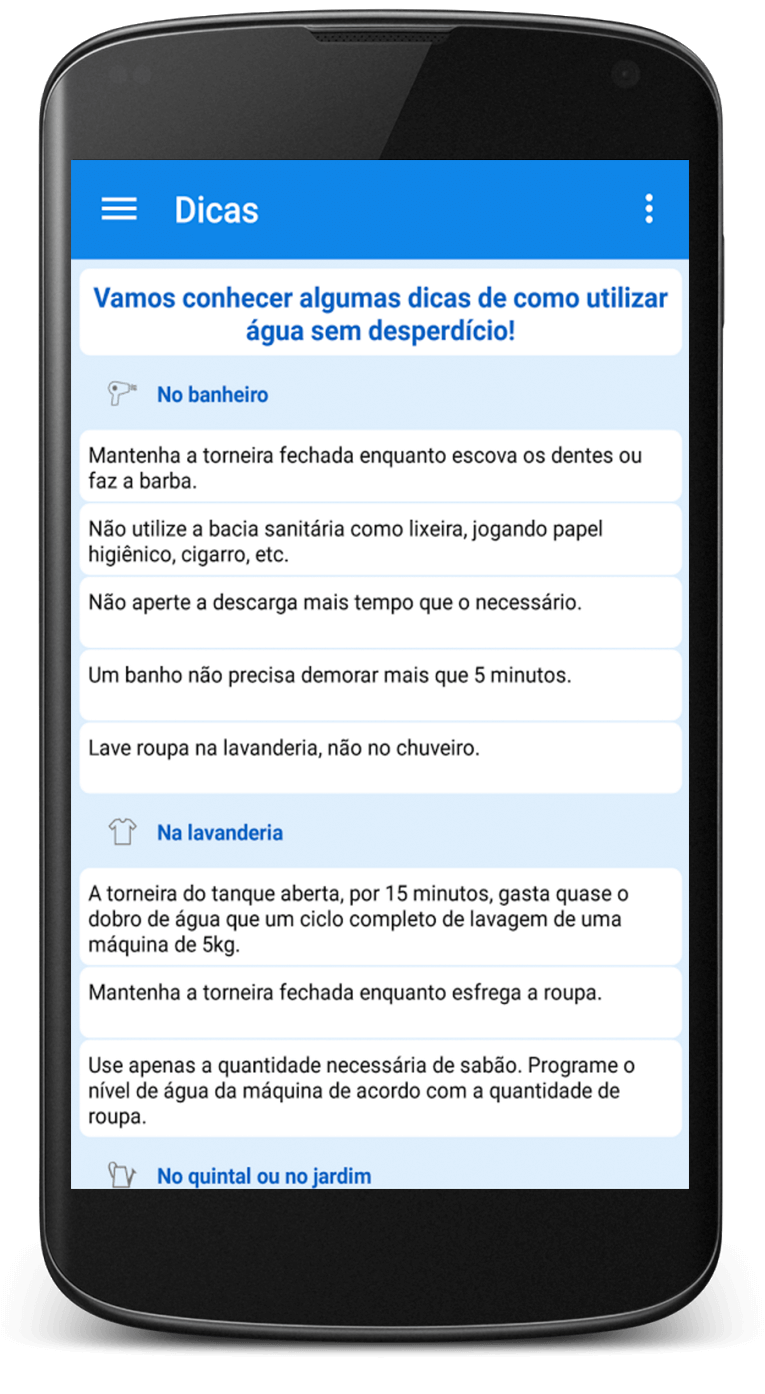 Dicas
Vamos conhecer algumas dicas de como utilizar
água sem desperdício!
No banheiro
Mantenha a torneira fechada enquanto escova os dentes ou
faz a barba.
Não utilize a bacia sanitária como lixeira, jogando papel
higiênico, cigarro, etc.
Não aperte a descarga mais tempo que o necessário.
Um banho não precisa demorar mais que 5 minutos.
Lave roupa na lavanderia, não no chuveiro.
Na lavanderia
A torneira do tanque aberta, por 15 minutos, gasta quase o
dobro de água que um ciclo completo de lavagem de uma
máquina de 5kg.
Mantenha a torneira fechada enquanto esfrega a roupa.
Use apenas a quantidade necessária de sabão. Programe o
nível de água da máquina de acordo com a quantidade de
roupa.
No quintal ou no jardim